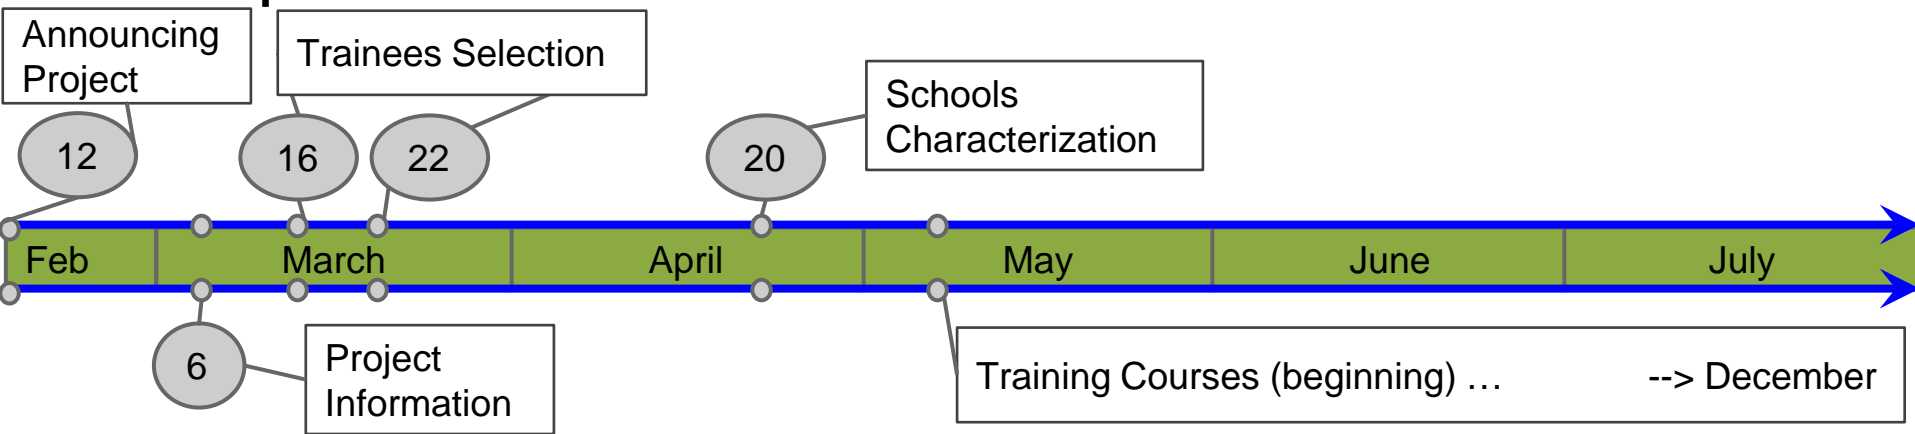 Announcing
Project
Trainees Selection
Schools
Characterization
12
16
22
20
Feb
March
April
May
June
July
6
Project
Information
Training Courses (beginning) … --> December